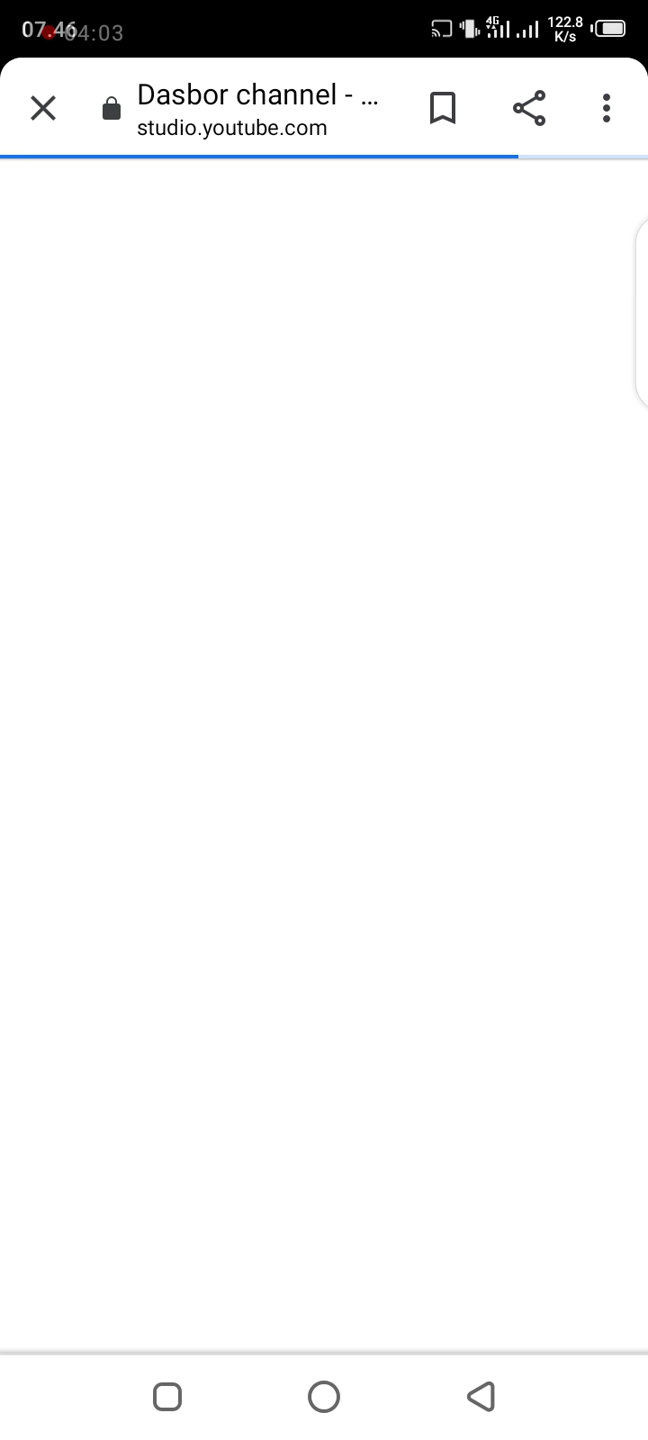 07.46
04:03
4G
122.8
K/s
Dasbor channel - ...
studio.youtube.com